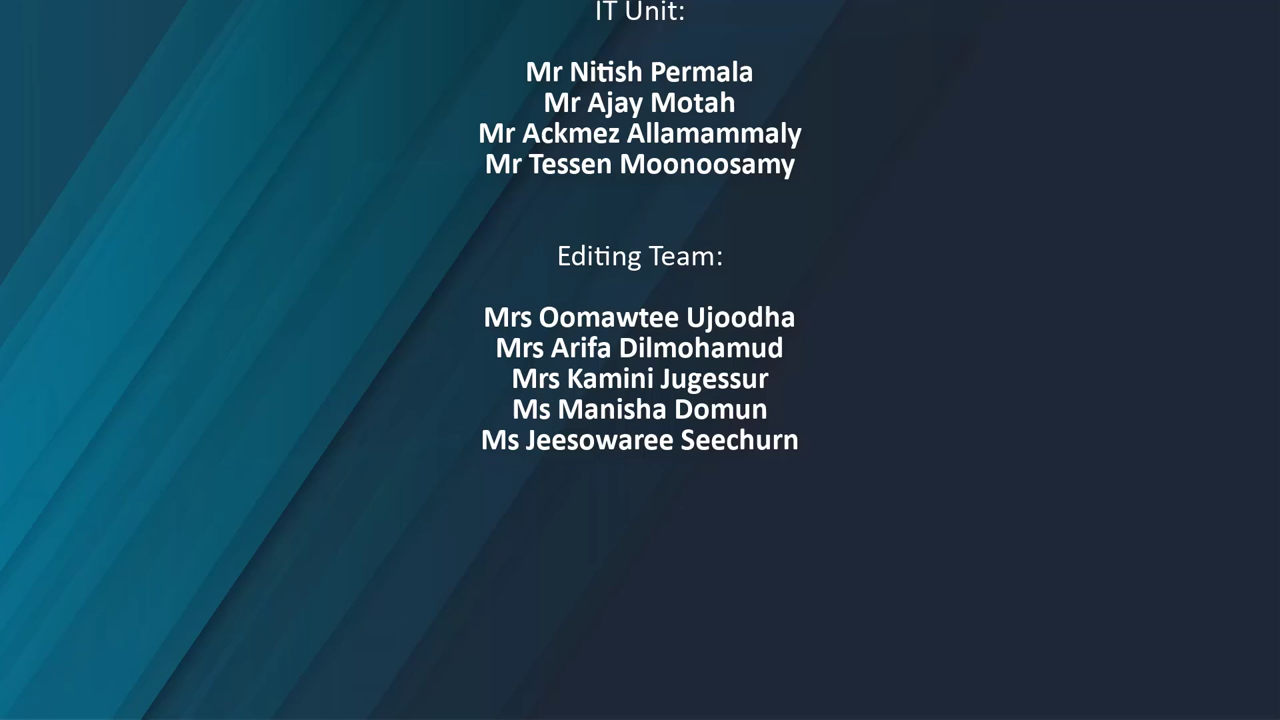 IT Unit:
Mr Nitish Permala
Mr Ajay Motah
Mr Ackmez Allamammaly
Mr Tessen Moonoosamy
Editing Team:
Mrs Oomawtee Ujoodha
Mrs Arifa Dilmohamud
Mrs Kamini Jugessur
Ms Manisha Domun
Ms Jeesowaree Seechurn